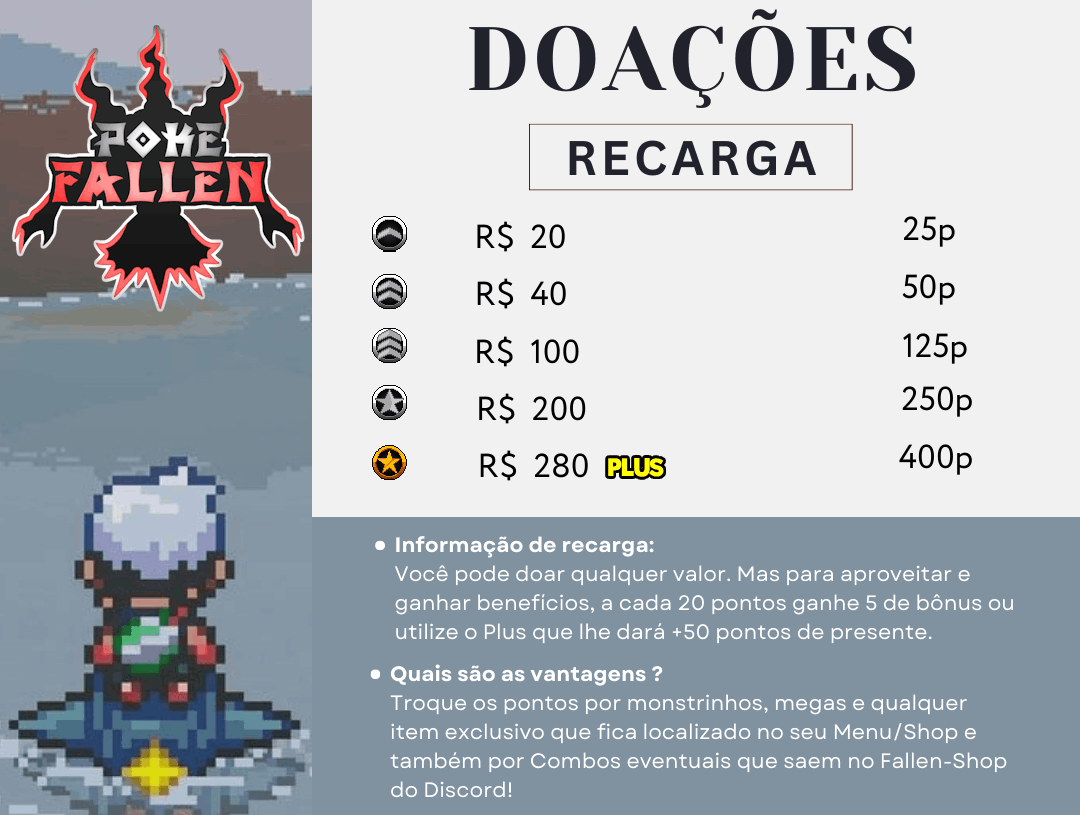 POKE
FALLEN
DOAÇÕES
RECARGA
R$ 20 25p
R$ 40 50p
R$ 100 125p
R$ 200 250p
R$ 280 PLUS 400p
• Informação de recarga:
Você pode doar qualquer valor. Mas para aproveitar e
ganhar benefícios, a cada 20 pontos ganhe 5 de bônus ou
utilize o Plus que lhe dará +50 pontos de presente.
• Quais são as vantagens ?
Troque os pontos por monstrinhos, megas e qualquer
item exclusivo que fica localizado no seu Menu/Shop e
também por Combos eventuais que saem no Fallen-Shop
do Discord!